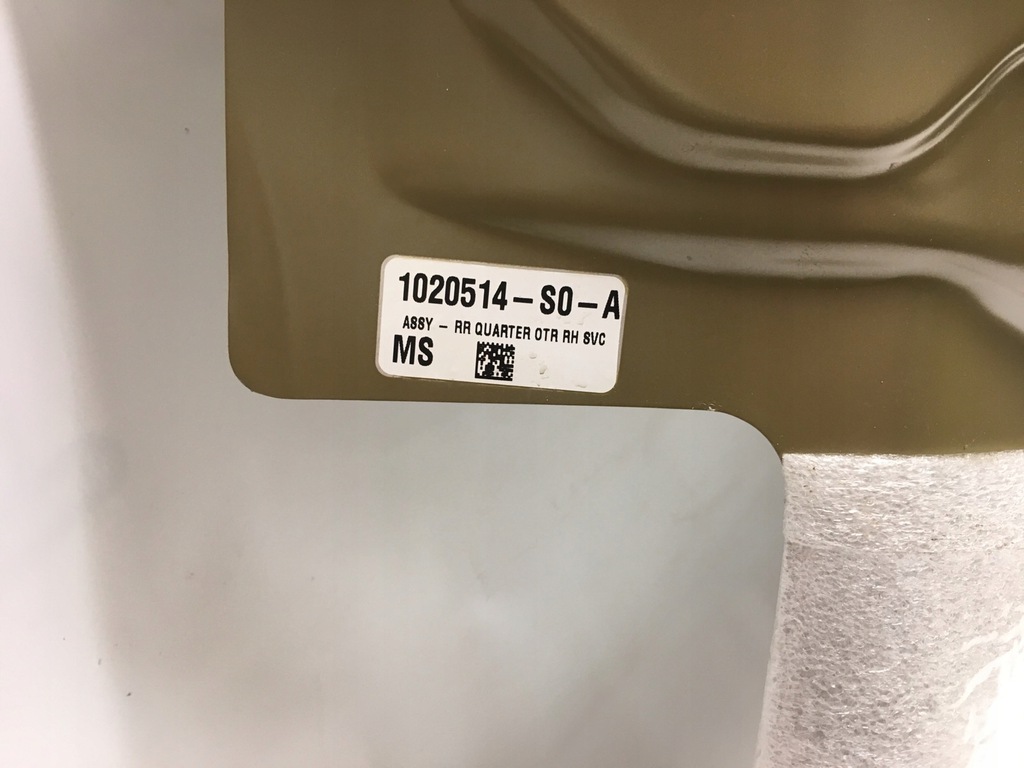 1020514-S0-A
ASSY - RR QUARTER OTR RH SVC
MS